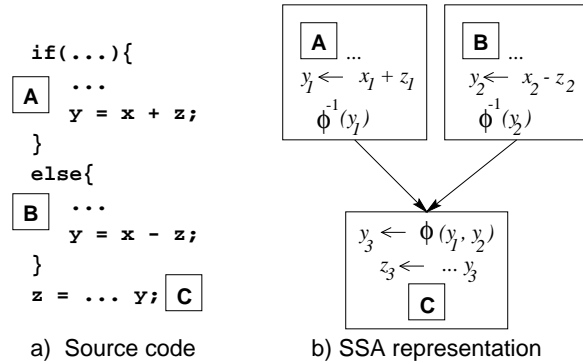 if(...){
A ...
y = x + z;
}
else{
B ...
y = x - z;
}
z = ... y; C
a) Source code
A ...
y1 ← x1 + z1
ϕ-1(y1)
B ...
y2 ← x2 - z2
ϕ-1(y2)
y3 ← ϕ (y1, y2)
z3 ← ... y3
C
b) SSA representation